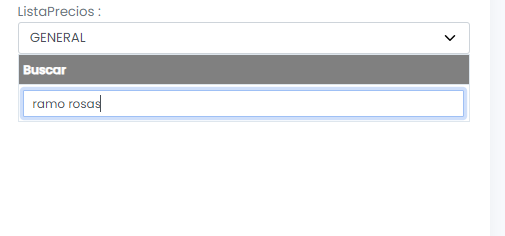 ListaPrecios :
GENERAL
Buscar
ramo rosas